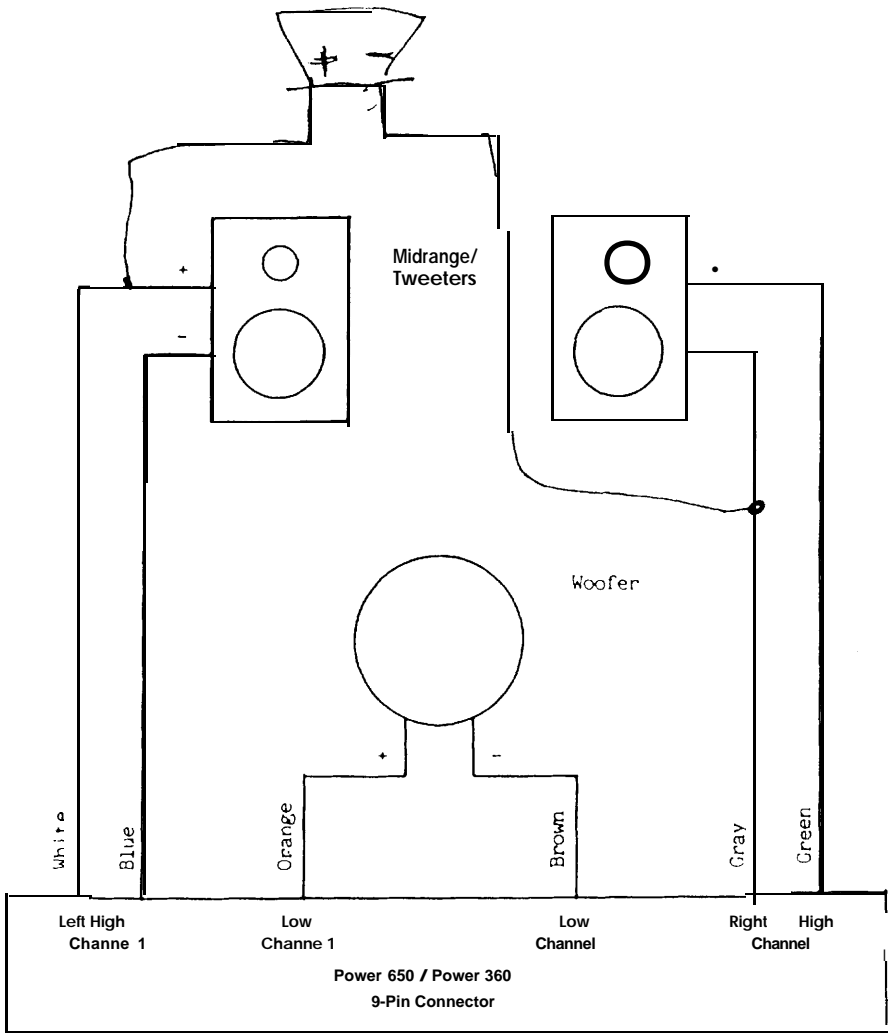 + −
Midrange/
Tweeters
+
•
−
Woofer
+ −
White
Blue
Orange
Brown
Gray
Green
Left High
Channe 1
Low
Channe 1
Low
Channel
Right High
Channel
Power 650 / Power 360
9-Pin Connector